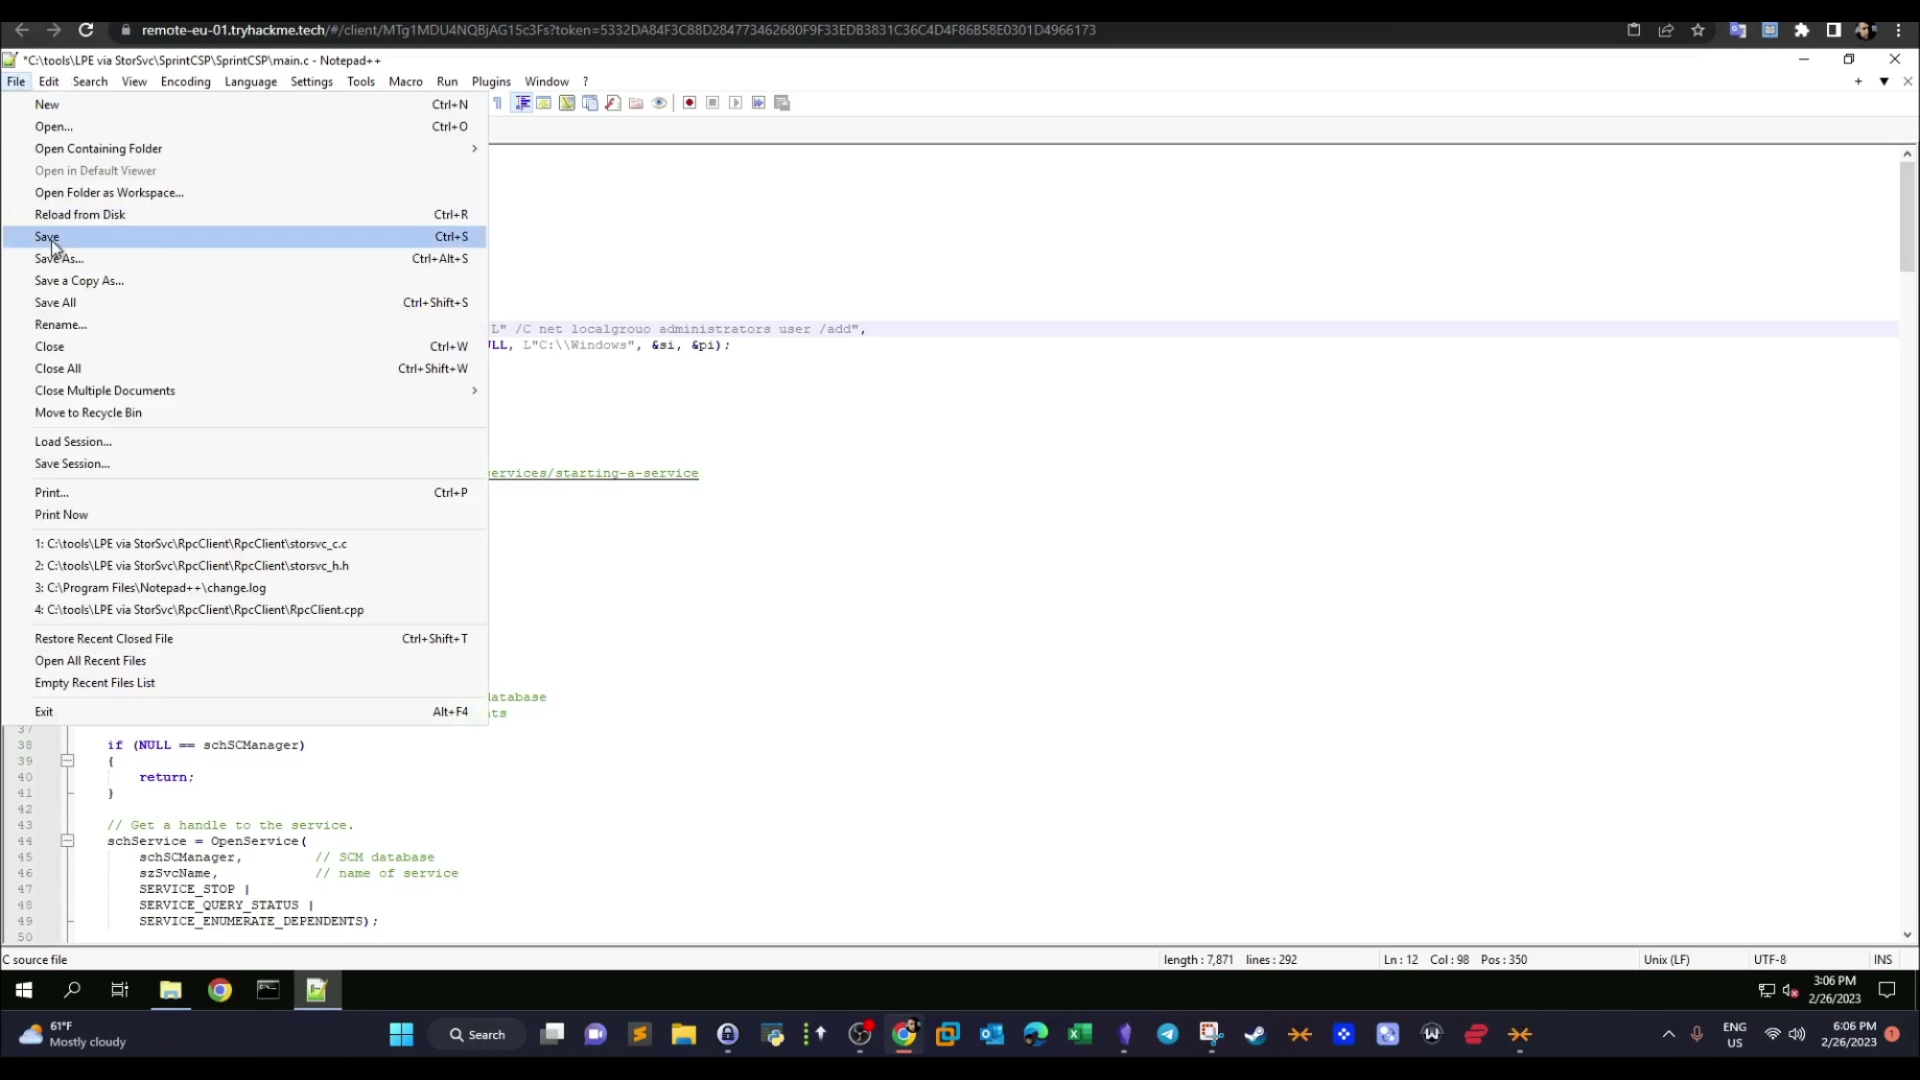 remote-eu-01.tryhackme.tech/#/client/MTg1MDU4NQBjAG15c3Fs?token=5332DA84F3C88D284773462680F9F33EDB3831C36C4D4F86B58E0301D4966173
*C:\tools\LPE via StorSvc\SprintCSP\SprintCSP\main.c - Notepad++
File Edit Search View Encoding Language Settings Tools Macro Run Plugins Window ?
New Ctrl+N
Open... Ctrl+O
Open Containing Folder
Open in Default Viewer
Open Folder as Workspace...
Reload from Disk Ctrl+R
Save Ctrl+S
Save As... Ctrl+Alt+S
Save a Copy As...
Save All Ctrl+Shift+S
Rename...
Close Ctrl+W
Close All Ctrl+Shift+W
Close Multiple Documents
Move to Recycle Bin
Load Session...
Save Session...
Print... Ctrl+P
Print Now
1: C:\tools\LPE via StorSvc\RpcClient\RpcClient\storsvc_c.c
2: C:\tools\LPE via StorSvc\RpcClient\RpcClient\storsvc_h.h
3: C:\Program Files\Notepad++\change.log
4: C:\tools\LPE via StorSvc\RpcClient\RpcClient\RpcClient.cpp
Restore Recent Closed File Ctrl+Shift+T
Open All Recent Files
Empty Recent Files List
Exit Alt+F4
L" /C net localgrouo administrators user /add",
LL, L"C:\\Windows", &si, &pi);
ervices/starting-a-service
database
ts
37
38 if (NULL == schSCManager)
39 {
40 return;
41 }
42
43 // Get a handle to the service.
44 schService = OpenService(
45 schSCManager, // SCM database
46 szSvcName, // name of service
47 SERVICE_STOP |
48 SERVICE_QUERY_STATUS |
49 SERVICE_ENUMERATE_DEPENDENTS);
50
C source file length : 7,871 lines : 292 Ln : 12 Col : 98 Pos : 350 Unix (LF) UTF-8 INS
3:06 PM
2/26/2023
61°F
Mostly cloudy
Search
ENG
US
6:06 PM
2/26/2023
1